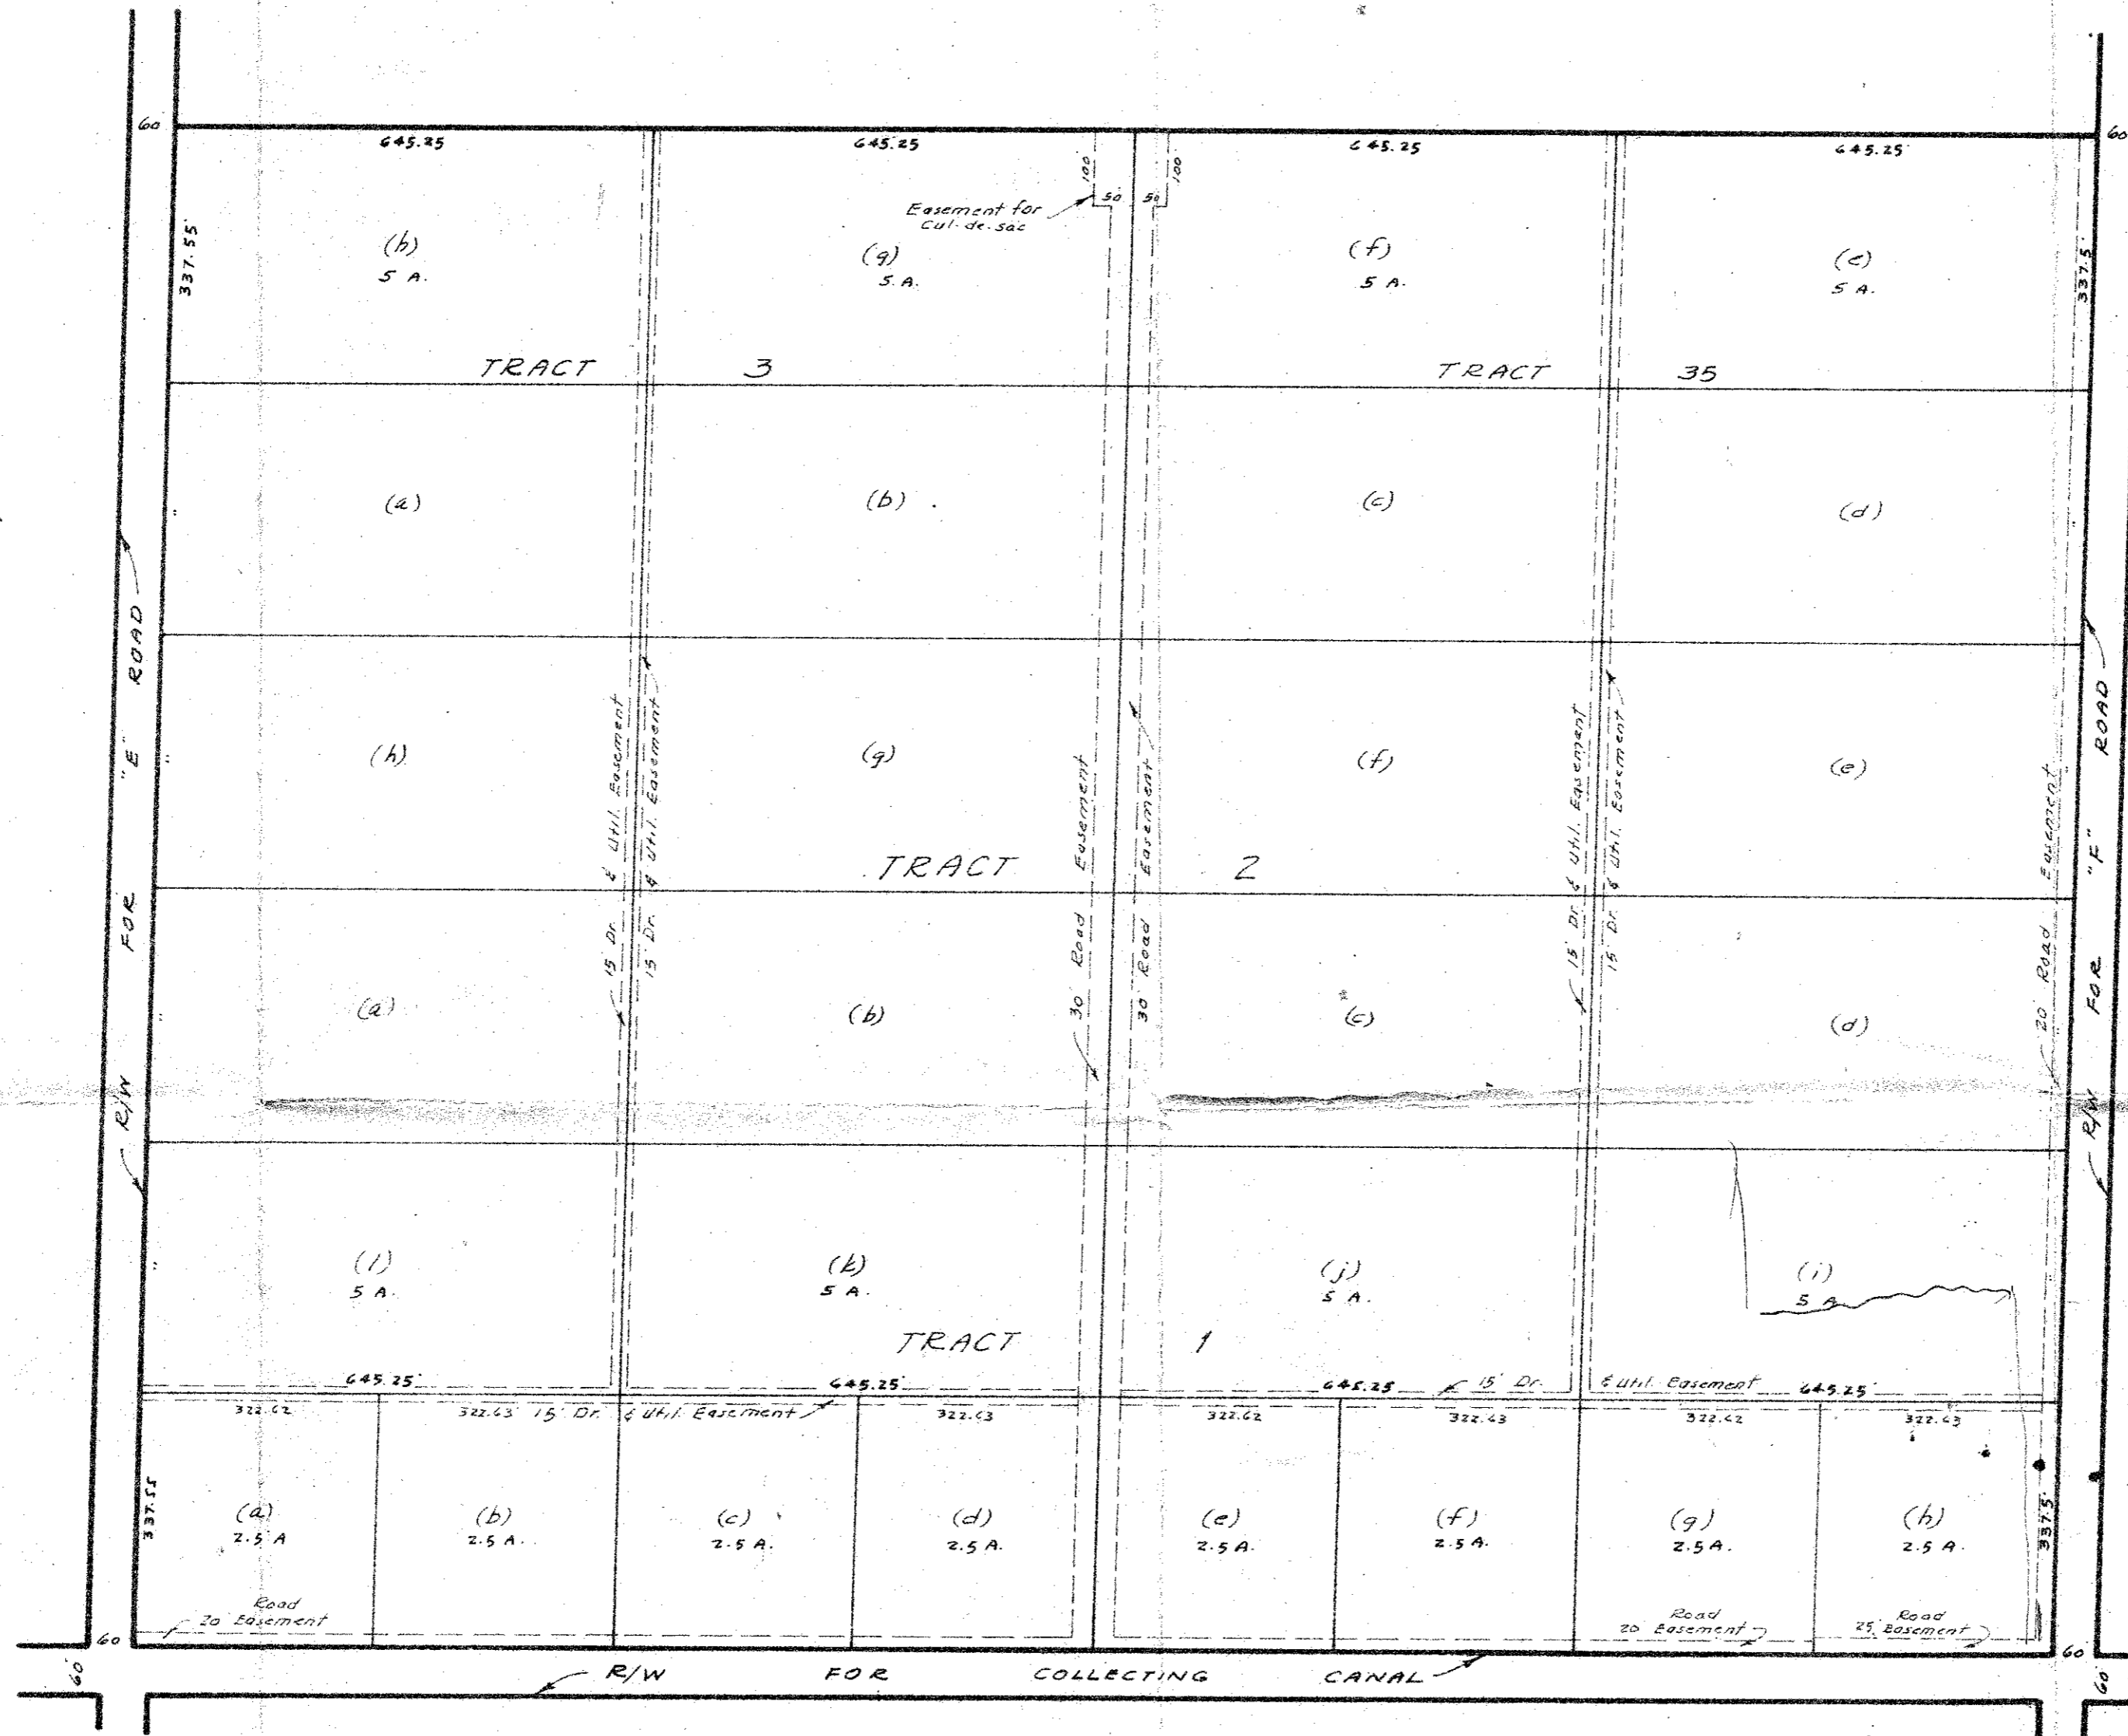 60 60
645.25 645.25 645.25 645.25
100 100
50 50
Easement for
Cul-de-sac
337.55 337.5
(h) (g) (f) (e)
5 A. 5 A. 5 A. 5 A.
TRACT 3 TRACT 35
(a) (b) (c) (d)
(h) (g) (f) (e)
R/W FOR "E" ROAD
15' Dr. & Util. Easement
15' Dr. & Util. Easement
30' Road Easement
30' Road Easement
15' Dr. & Util. Easement
15' Dr. & Util. Easement
20' Road Easement
R/W FOR "F" ROAD
TRACT 2
(a) (b) (c) (d)
(l) (k) (j) (i)
5 A. 5 A. 5 A. 5 A.
TRACT 1
645.25' 645.25' 645.25 15' Dr. & Util. Easement 645.25'
322.62 322.63 15' Dr. & Util. Easement 322.63 322.62 322.63 322.62 322.63
337.55 337.5'
(a) (b) (c) (d) (e) (f) (g) (h)
2.5 A 2.5 A. 2.5 A. 2.5 A. 2.5 A. 2.5 A. 2.5 A. 2.5 A.
Road
20' Easement
Road
20' Easement
Road
25' Easement
60 60'
60' R/W FOR COLLECTING CANAL 60'